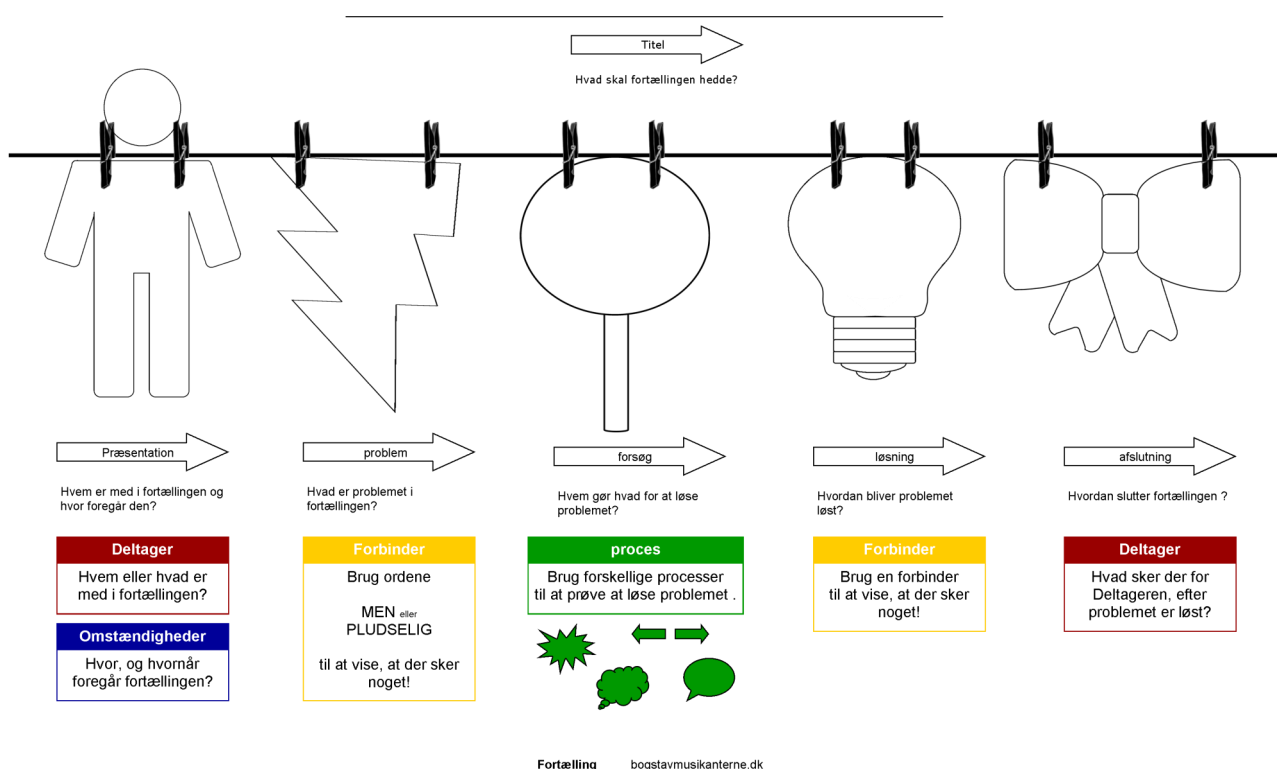 Titel
Hvad skal fortællingen hedde?
Præsentation
Hvem er med i fortællingen og
hvor foregår den?
Deltager
Hvem eller hvad er
med i fortællingen?
Omstændigheder
Hvor, og hvornår
foregår fortællingen?
problem
Hvad er problemet i
fortællingen?
Forbinder
Brug ordene
MEN eller
PLUDSELIG
til at vise, at der sker
noget!
forsøg
Hvem gør hvad for at løse
problemet?
proces
Brug forskellige processer
til at prøve at løse problemet .
løsning
Hvordan bliver problemet
løst?
Forbinder
Brug en forbinder
til at vise, at der sker
noget!
afslutning
Hvordan slutter fortællingen ?
Deltager
Hvad sker der for
Deltageren, efter
problemet er løst?
Fortælling bogstavmusikanterne.dk